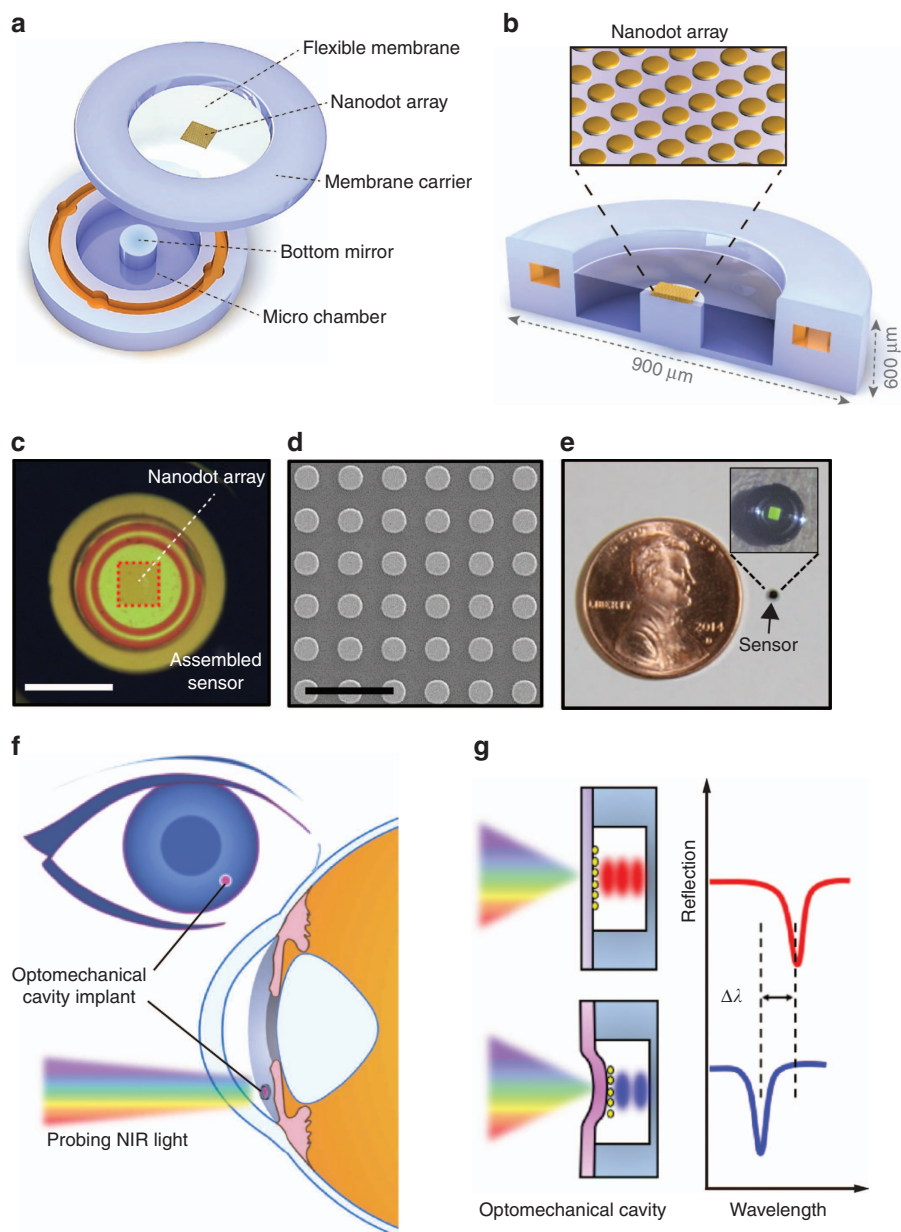 a
Flexible membrane
Nanodot array
Membrane carrier
Bottom mirror
Micro chamber
b
Nanodot array
900 μm
600 μm
c
Nanodot array
Assembled
sensor
d
e
LIBERTY
2014
D
Sensor
f
Optomechanical
cavity implant
Probing NIR light
g
Reflection
Δλ
Optomechanical cavity
Wavelength